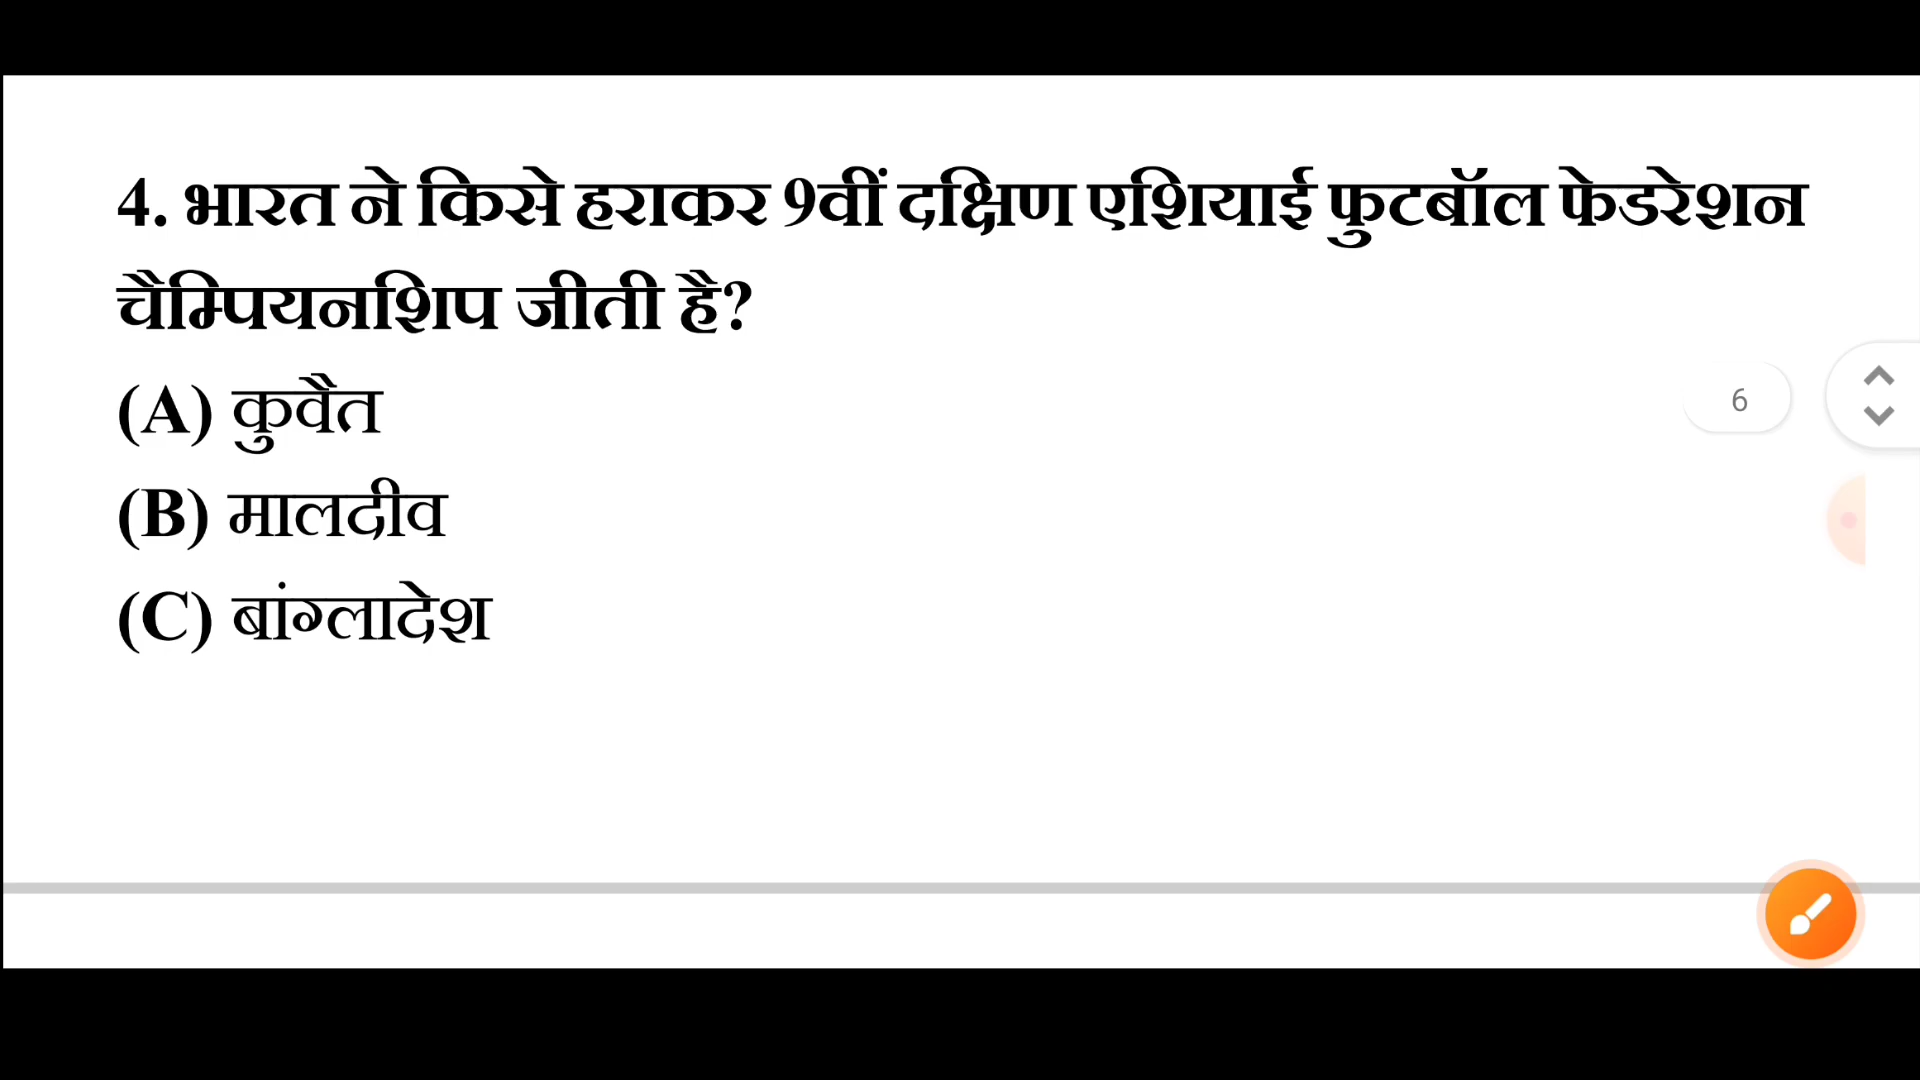 4. भारत ने किसे हराकर 9वीं दक्षिण एशियाई फुटबॉल फेडरेशन
चैम्पियनशिप जीती है?
(A) कुवैत
6
(B) मालदीव
(C) बांग्लादेश